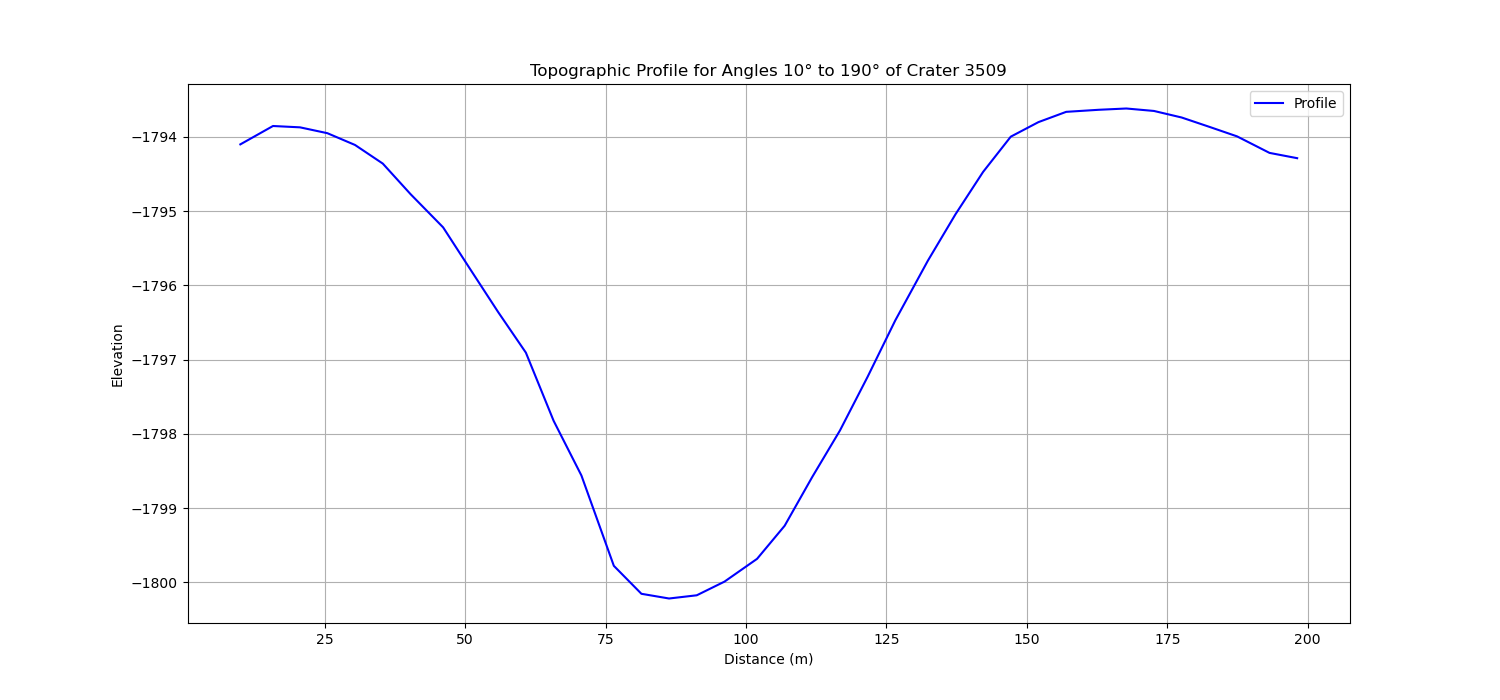 Topographic Profile for Angles 10° to 190° of Crater 3509
Profile
−1794
−1795
−1796
−1797
−1798
−1799
−1800
Elevation
25 50 75 100 125 150 175 200
Distance (m)